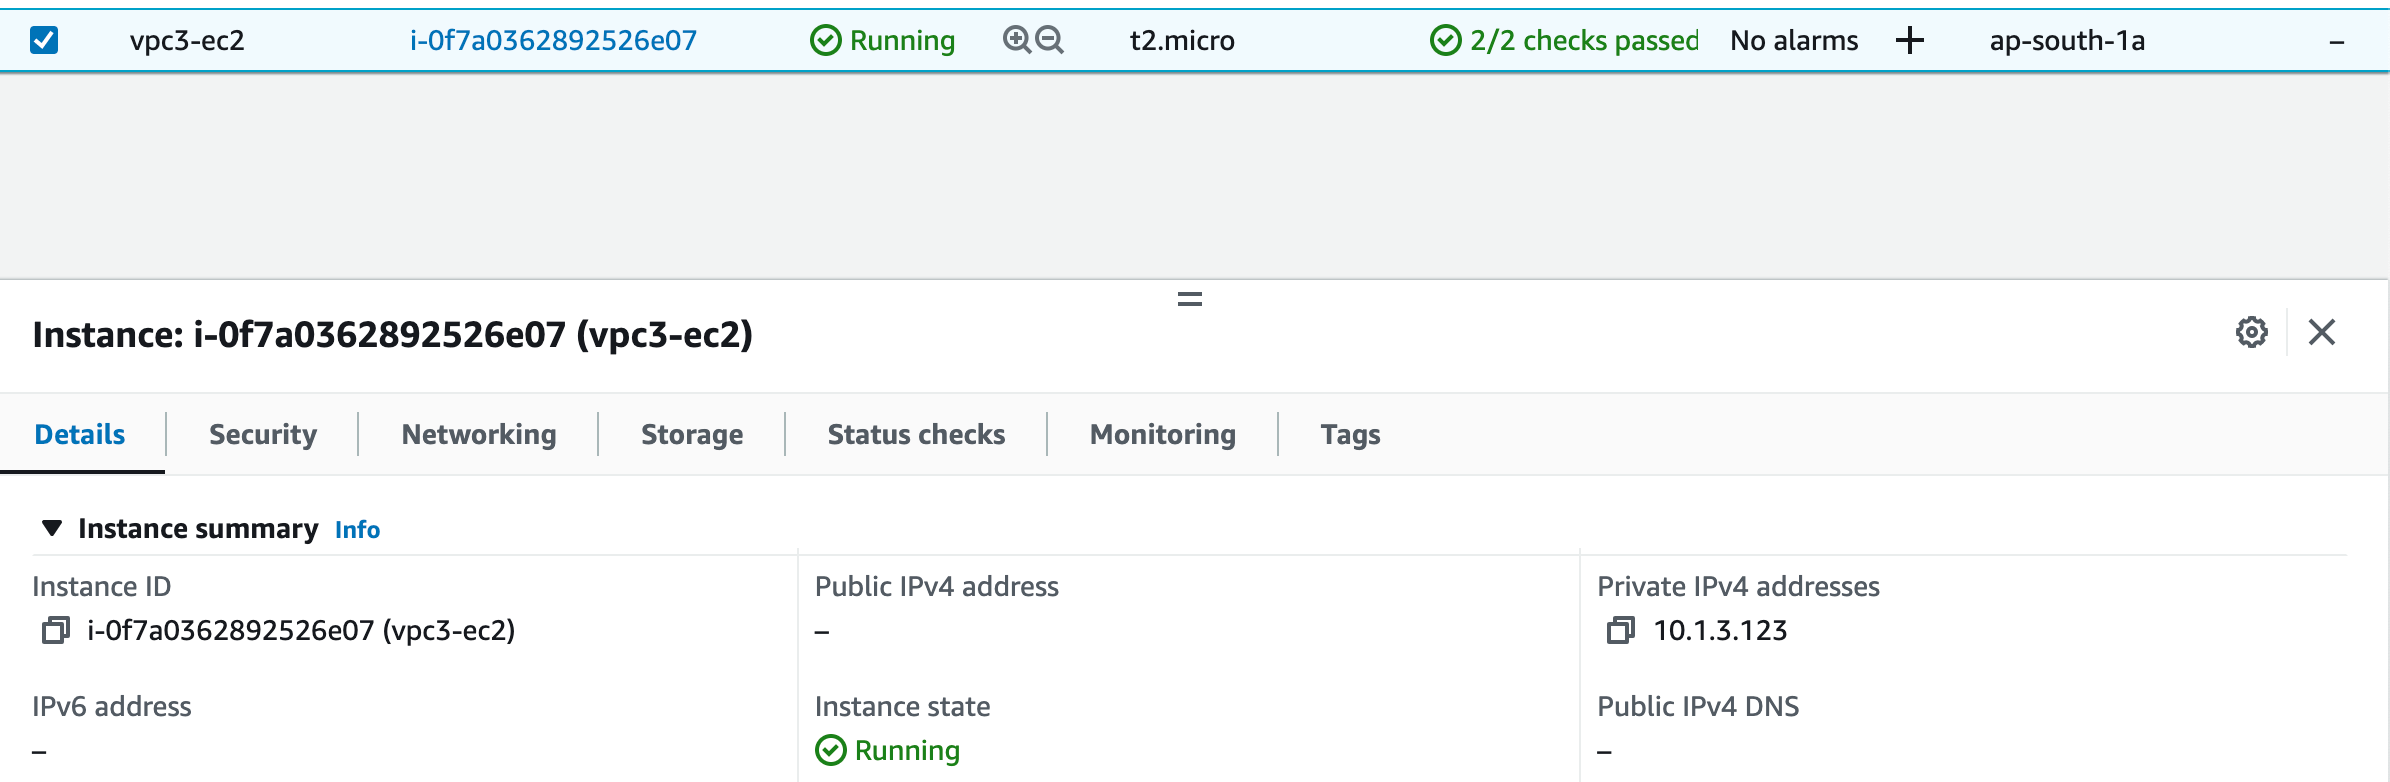 vpc3-ec2 i-0f7a0362892526e07 Running t2.micro 2/2 checks passed No alarms + ap-south-1a –
Instance: i-0f7a0362892526e07 (vpc3-ec2)
Details Security Networking Storage Status checks Monitoring Tags
Instance summary Info
Instance ID Public IPv4 address Private IPv4 addresses
i-0f7a0362892526e07 (vpc3-ec2) – 10.1.3.123
IPv6 address Instance state Public IPv4 DNS
– Running –